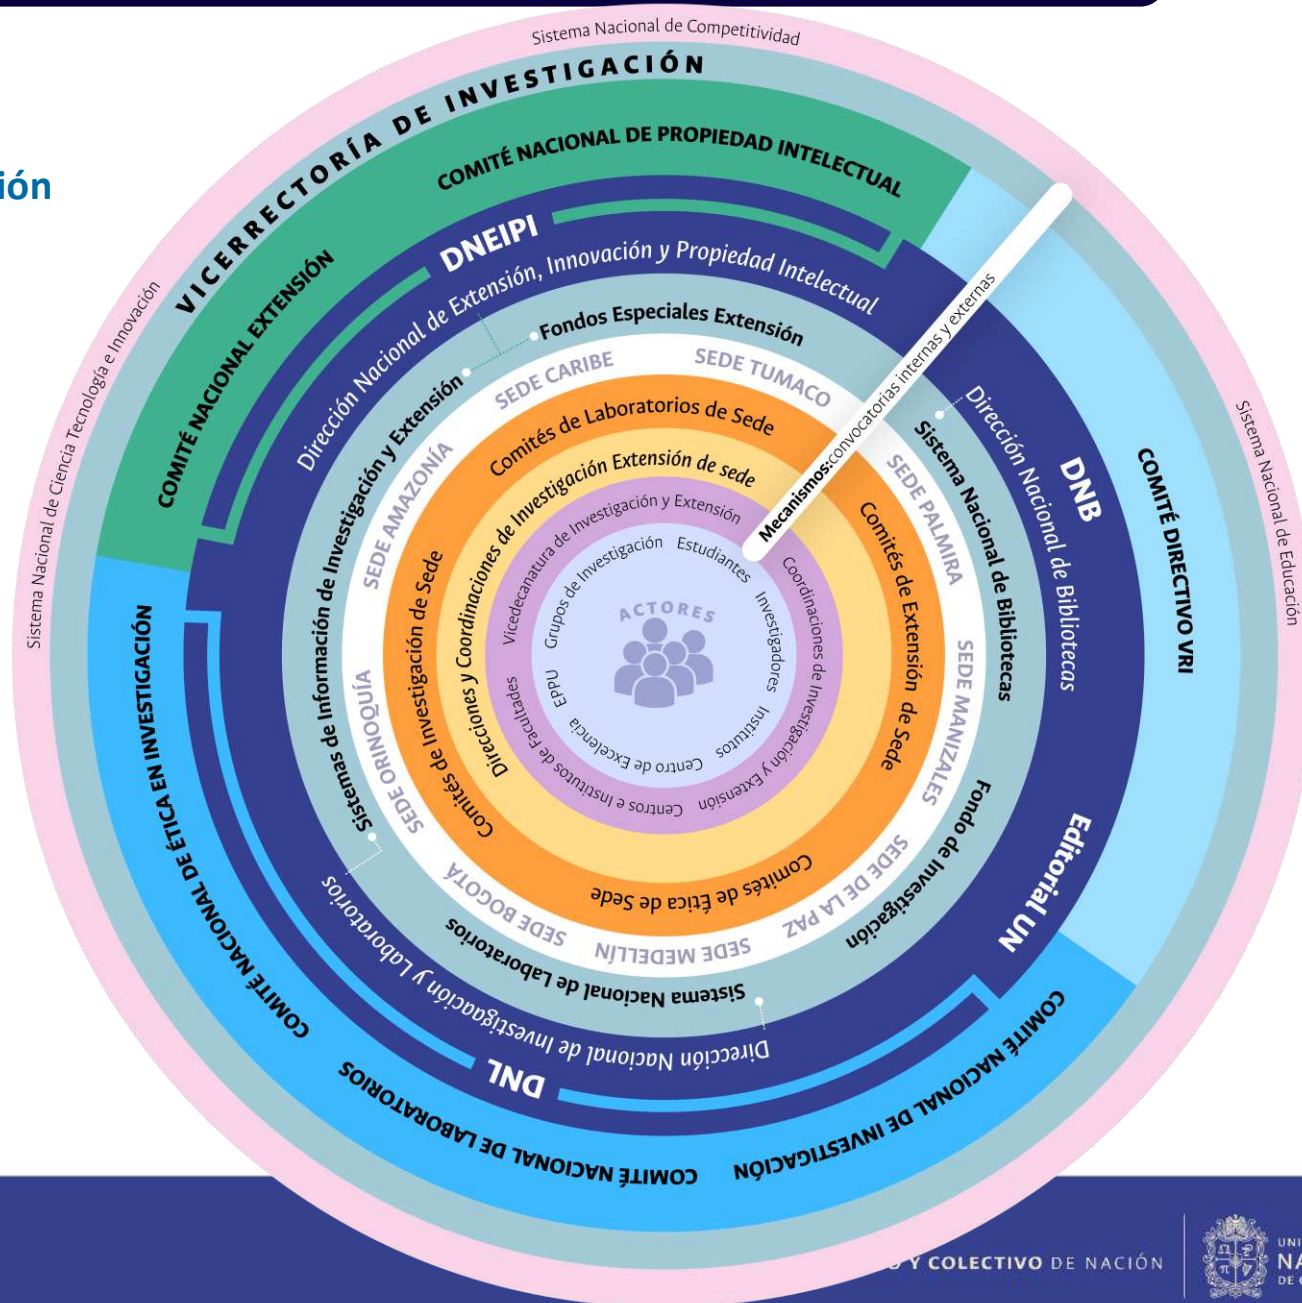 ión
Sistema Nacional de Competitividad
Sistema Nacional de Ciencia Tecnología e Innovación
Sistema Nacional de Educación
VICERRECTORÍA DE INVESTIGACIÓN
COMITÉ NACIONAL EXTENSIÓN
COMITÉ NACIONAL DE PROPIEDAD INTELECTUAL
COMITÉ DIRECTIVO VRI
COMITÉ NACIONAL DE INVESTIGACIÓN
COMITÉ NACIONAL DE LABORATORIOS
COMITÉ NACIONAL DE ÉTICA EN INVESTIGACIÓN
DNEIPI
Dirección Nacional de Extensión, Innovación y Propiedad Intelectual
DNB
Dirección Nacional de Bibliotecas
Editorial UN
DNL
Dirección Nacional de Investigación y Laboratorios
Fondos Especiales Extensión
Sistema Nacional de Bibliotecas
Fondo de Investigación
Sistema Nacional de Laboratorios
Sistemas de Información de Investigación y Extensión
SEDE CARIBE
SEDE TUMACO
SEDE PALMIRA
SEDE MANIZALES
SEDE DE LA PAZ
SEDE MEDELLÍN
SEDE BOGOTÁ
SEDE ORINOQUÍA
SEDE AMAZONÍA
Comités de Laboratorios de Sede
Comités de Extensión de Sede
Comités de Ética de Sede
Comités de Investigación de Sede
Direcciones y Coordinaciones de Investigación Extensión de sede
Vicedecanatura de Investigación y Extensión
Coordinaciones de Investigación y Extensión
Centros e Institutos de Facultades
Grupos de Investigación
Estudiantes
Investigadores
Institutos
Centro de Excelencia
EPPU
ACTORES
Mecanismos:convocatorias internas y externas
Y COLECTIVO DE NACIÓN
UNI
NA
DE